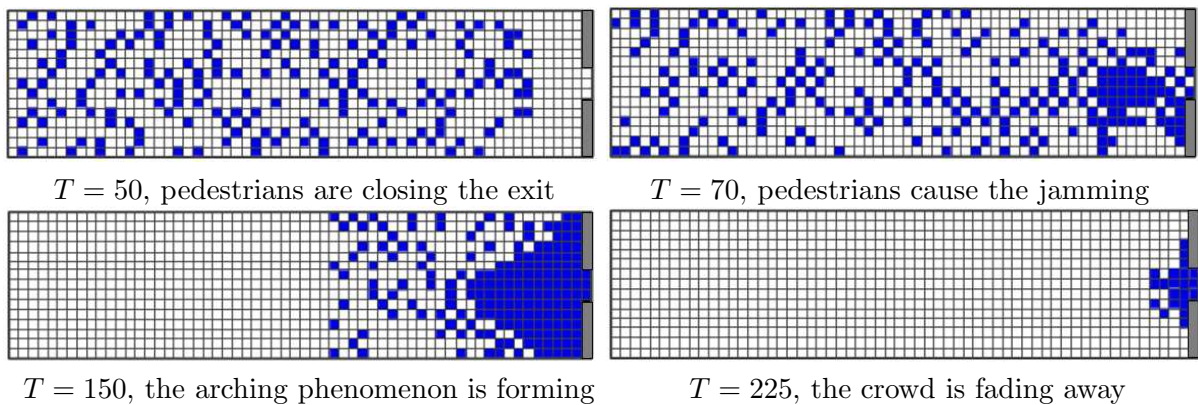 T = 50, pedestrians are closing the exit
T = 70, pedestrians cause the jamming
T = 150, the arching phenomenon is forming
T = 225, the crowd is fading away